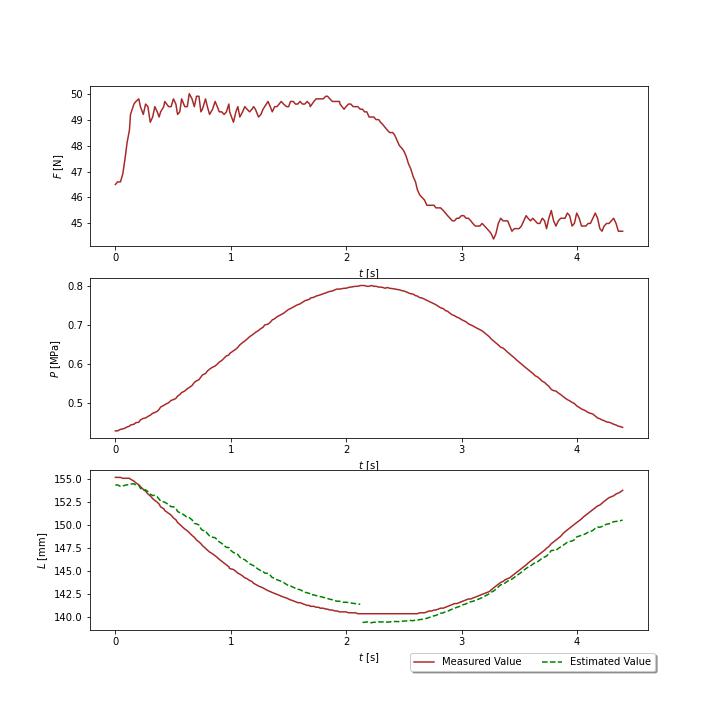 50
49
48
47
46
45
F [N]
0 1 2 3 4
t [s]
0.8
0.7
0.6
0.5
P [MPa]
0 1 2 3 4
t [s]
155.0
152.5
150.0
147.5
145.0
142.5
140.0
L [mm]
0 1 2 3 4
t [s]
Measured Value Estimated Value